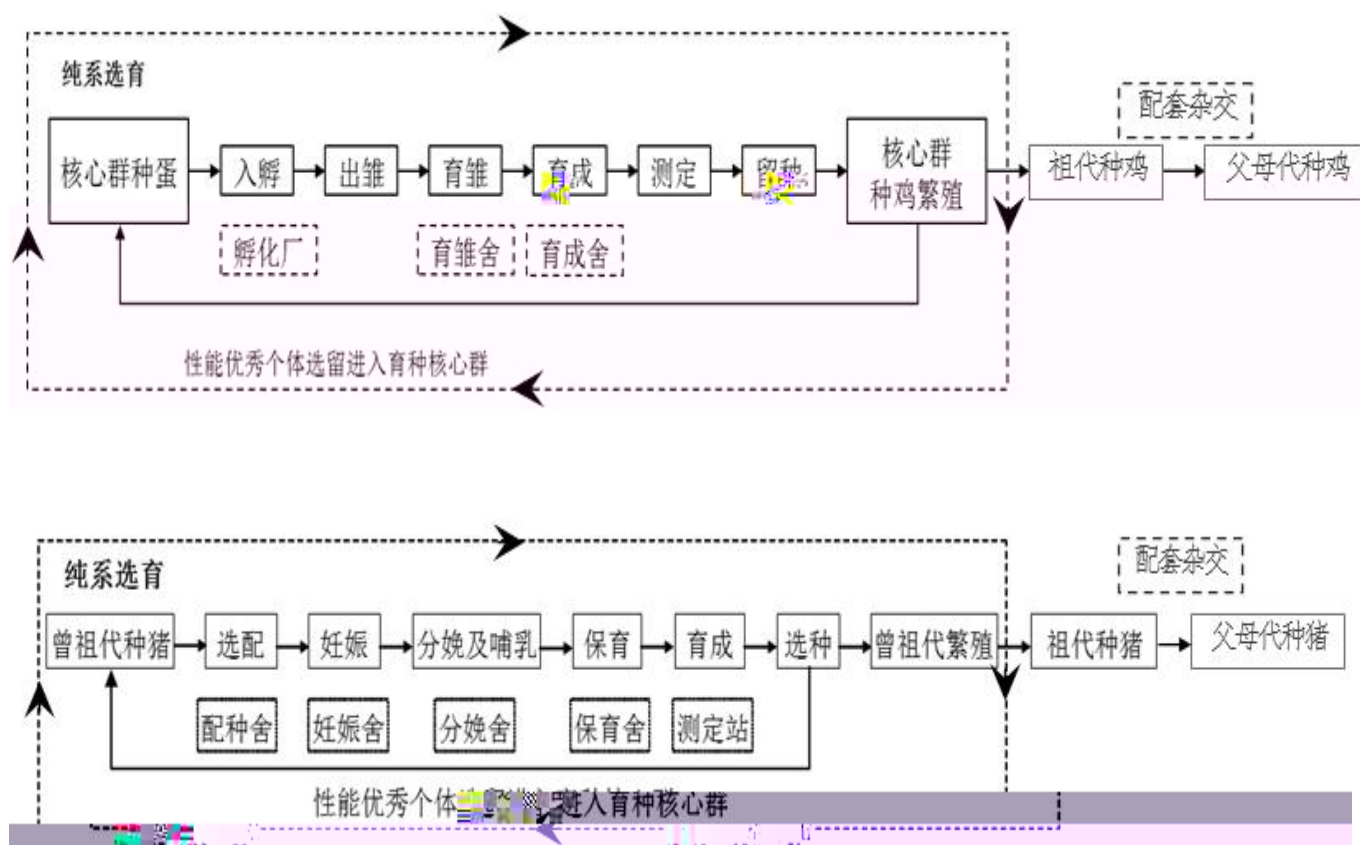 纯系选育
配套杂交
核心群种蛋
入孵
出雏
育雏
育成
测定
留种
核心群
种鸡繁殖
祖代种鸡
父母代种鸡
孵化厂
育雏舍
育成舍
性能优秀个体选留进入育种核心群
纯系选育
配套杂交
曾祖代种猪
选配
妊娠
分娩及哺乳
保育
育成
选种
曾祖代繁殖
祖代种猪
父母代种猪
配种舍
妊娠舍
分娩舍
保育舍
测定站
性能优秀个体 进入育种核心群